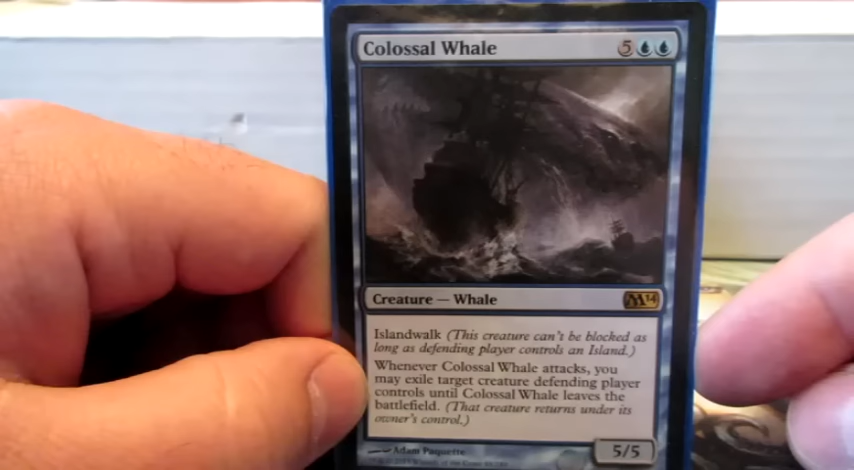 Colossal Whale 5
Creature — Whale M14
Islandwalk (This creature can't be blocked as
long as defending player controls an Island.)
Whenever Colossal Whale attacks, you
may exile target creature defending player
controls until Colossal Whale leaves the
battlefield. (That creature returns under its
owner's control.)
Adam Paquette
5/5